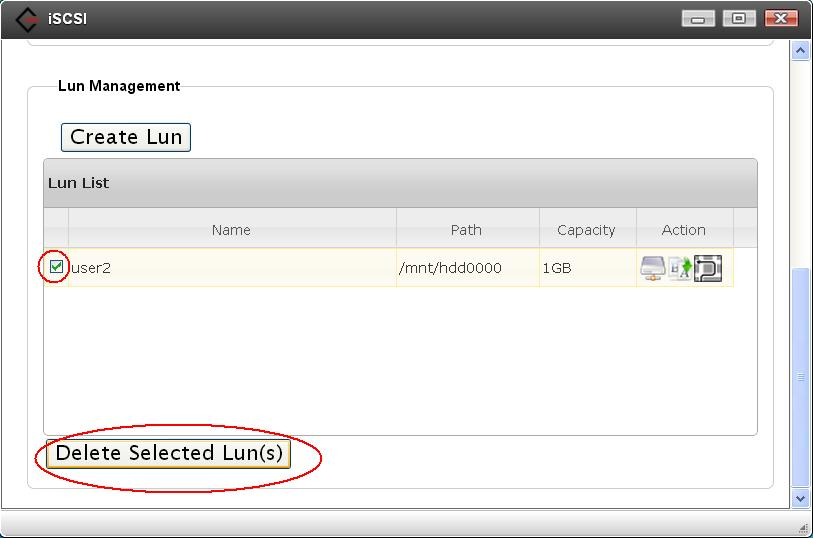 iSCSI
Lun Management
Create Lun
Lun List
Name Path Capacity Action
user2 /mnt/hdd0000 1GB
Delete Selected Lun(s)